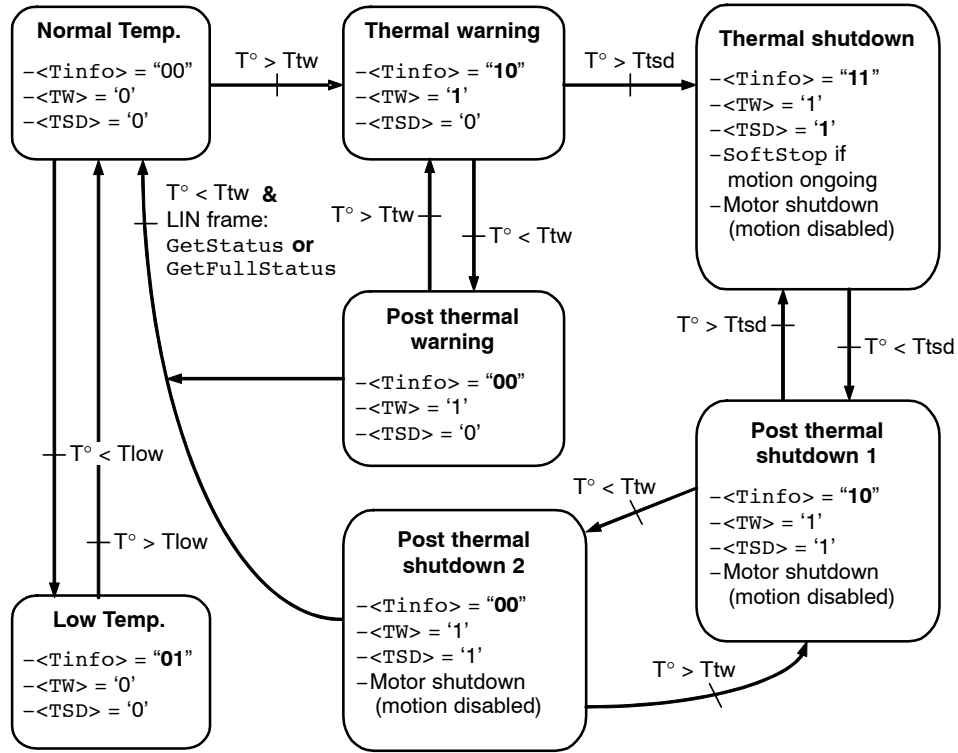 Normal Temp.
–<Tinfo> = “00”
–<TW> = ‘0’
–<TSD> = ‘0’
T° > Ttw
Thermal warning
–<Tinfo> = “10”
–<TW> = ‘1’
–<TSD> = ‘0’
T° > Ttsd
Thermal shutdown
–<Tinfo> = “11”
–<TW> = ‘1’
–<TSD> = ‘1’
–SoftStop if
motion ongoing
–Motor shutdown
(motion disabled)
T° < Ttw &
LIN frame:
GetStatus or
GetFullStatus
T° > Ttw
T° < Ttw
Post thermal
warning
–<Tinfo> = “00”
–<TW> = ‘1’
–<TSD> = ‘0’
T° > Ttsd
T° < Ttsd
Post thermal
shutdown 1
–<Tinfo> = “10”
–<TW> = ‘1’
–<TSD> = ‘1’
–Motor shutdown
(motion disabled)
T° < Tlow
T° > Tlow
T° < Ttw
Post thermal
shutdown 2
–<Tinfo> = “00”
–<TW> = ‘1’
–<TSD> = ‘1’
–Motor shutdown
(motion disabled)
T° > Ttw
Low Temp.
–<Tinfo> = “01”
–<TW> = ‘0’
–<TSD> = ‘0’